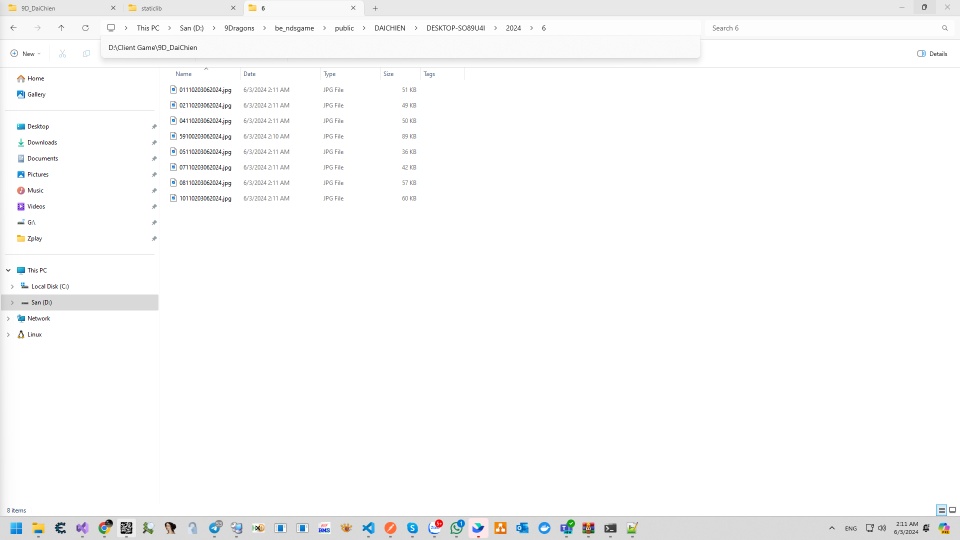 9D_DaiChien
staticlib
6
This PC > San (D:) > 9Dragons > be_ndsgame > public > DAICHIEN > DESKTOP-SO89U4I > 2024 > 6
Search 6
New
D:\Client Game\9D_DaiChien
Details
Name Date Type Size Tags
01110203062024.jpg 6/3/2024 2:11 AM JPG File 51 KB
02110203062024.jpg 6/3/2024 2:11 AM JPG File 49 KB
04110203062024.jpg 6/3/2024 2:11 AM JPG File 50 KB
59100203062024.jpg 6/3/2024 2:10 AM JPG File 89 KB
05110203062024.jpg 6/3/2024 2:11 AM JPG File 36 KB
07110203062024.jpg 6/3/2024 2:11 AM JPG File 42 KB
08110203062024.jpg 6/3/2024 2:11 AM JPG File 57 KB
10110203062024.jpg 6/3/2024 2:11 AM JPG File 60 KB
Home
Gallery
Desktop
Downloads
Documents
Pictures
Music
Videos
G:\
Zplay
This PC
Local Disk (C:)
San (D:)
Network
Linux
8 items
ENG
2:11 AM
6/3/2024